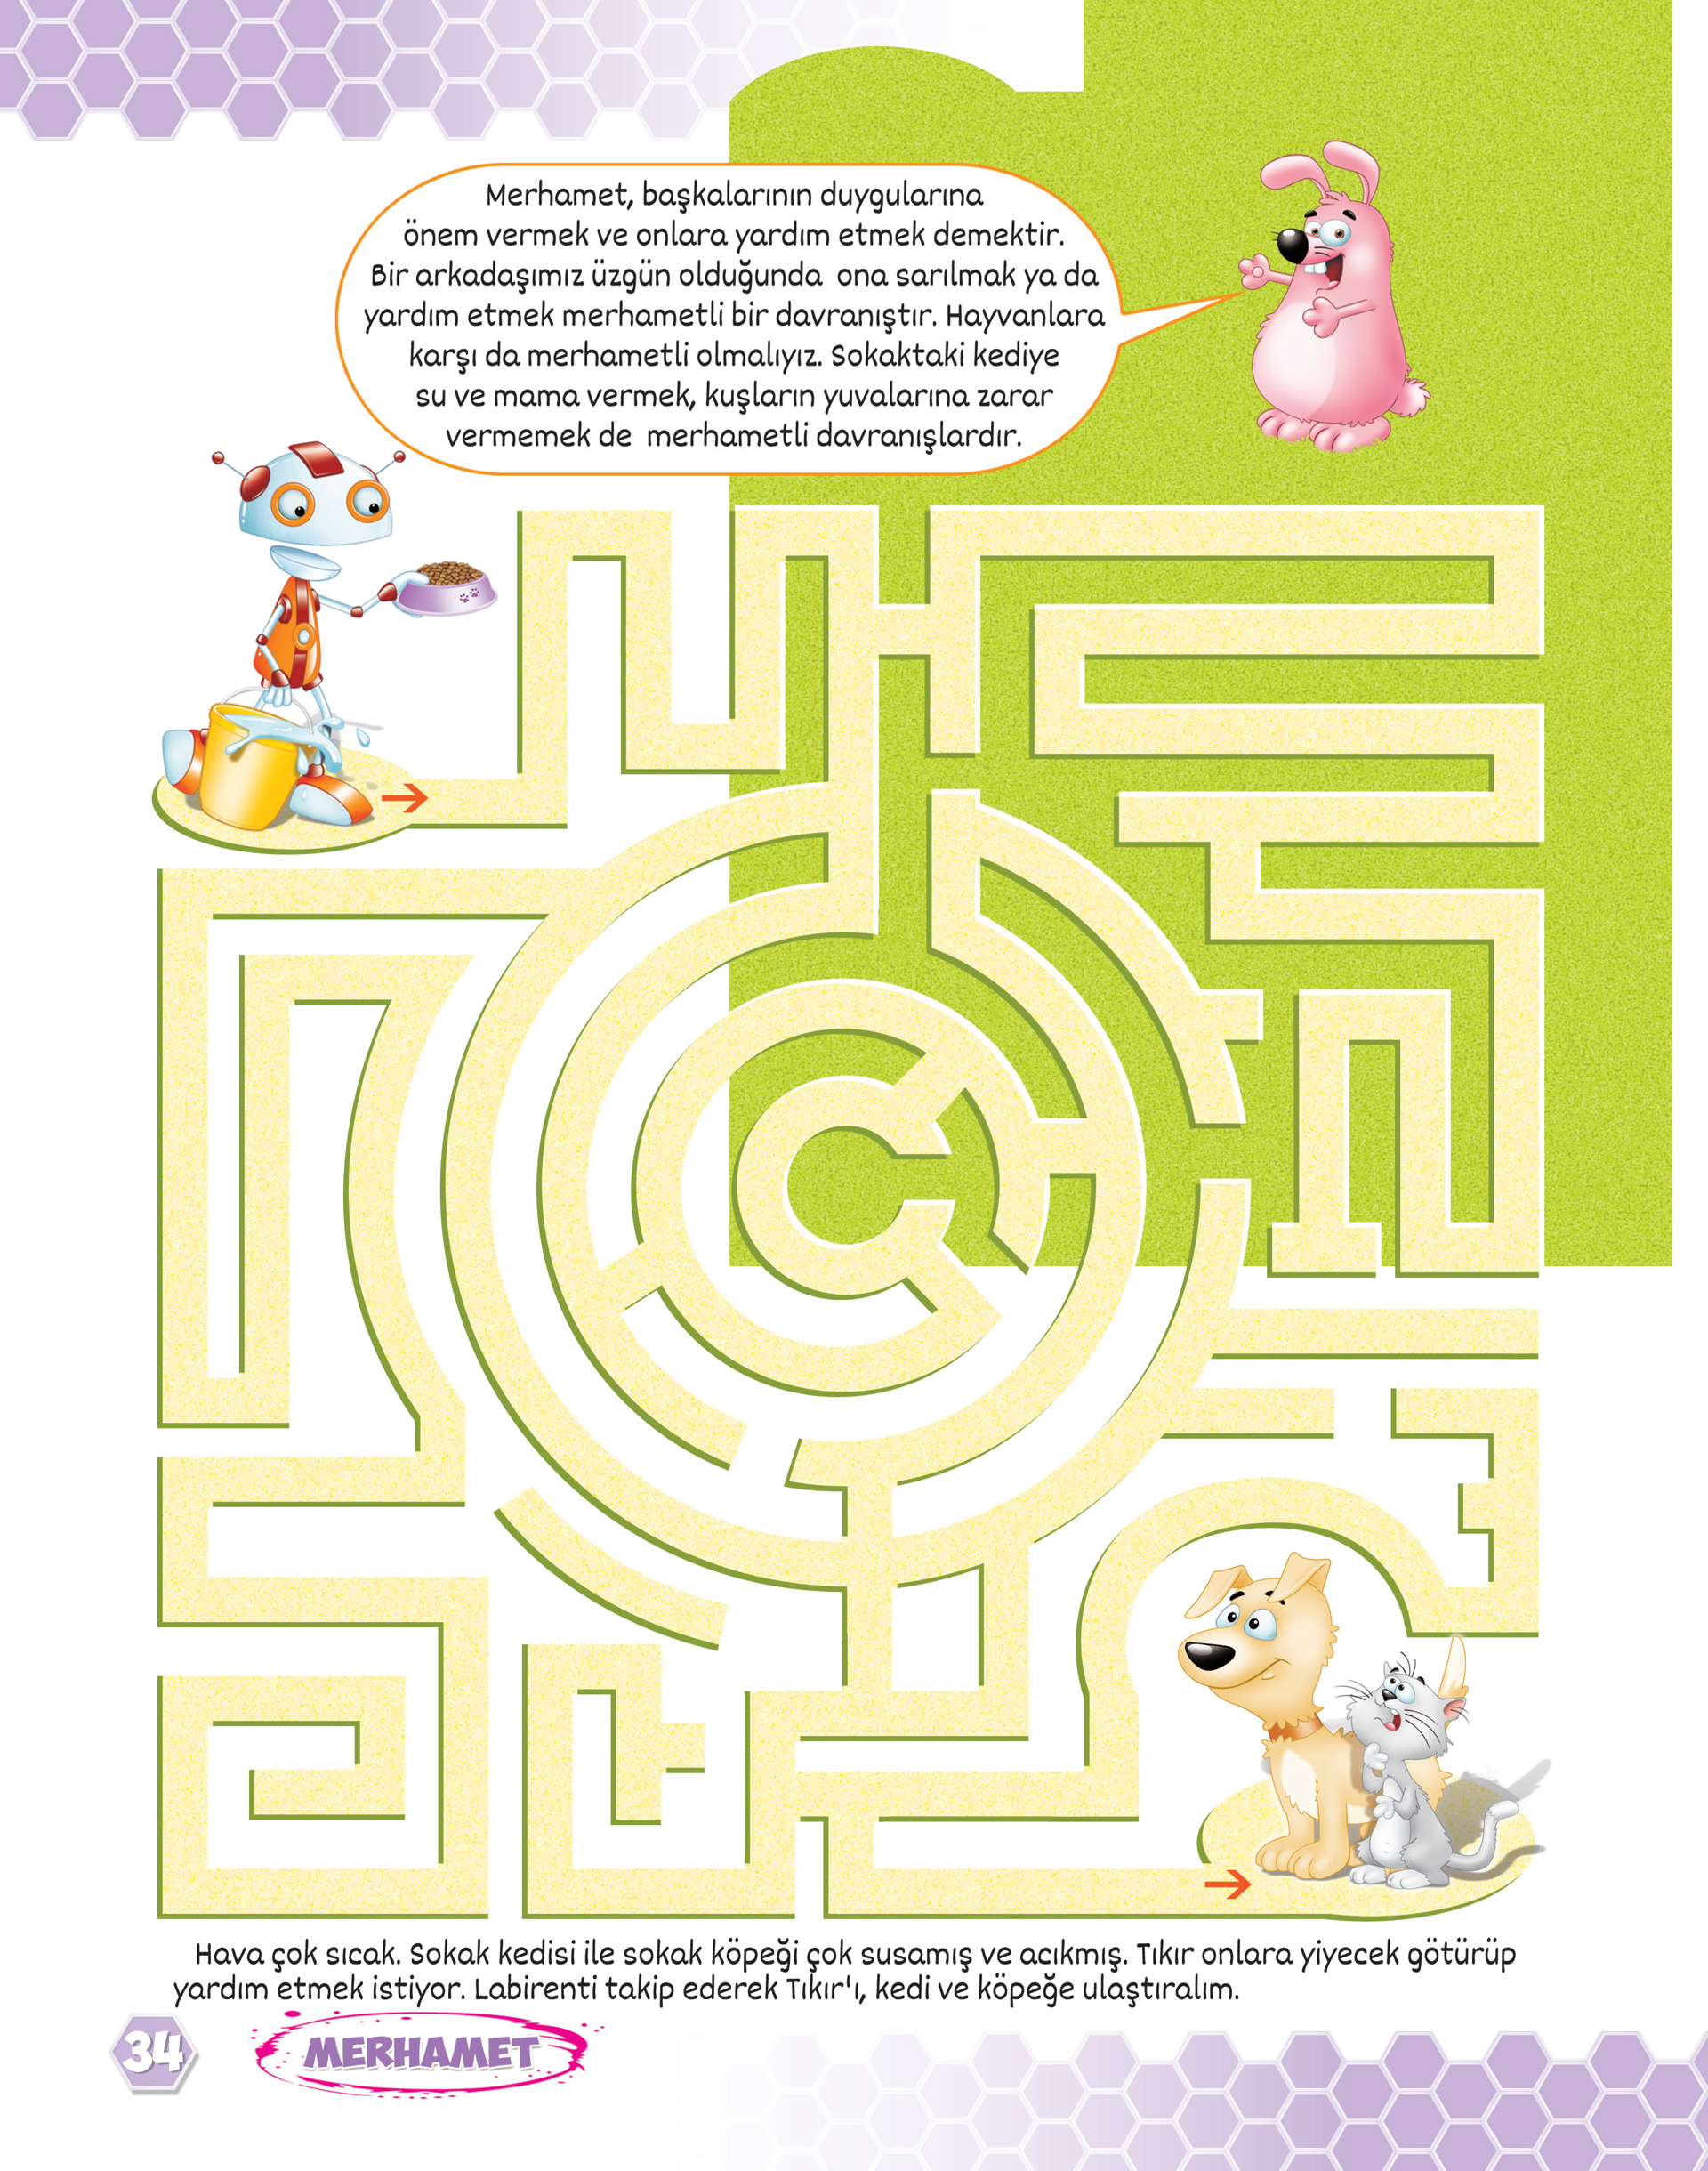 Merhamet, başkalarının duygularına
önem vermek ve onlara yardım etmek demektir.
Bir arkadaşımız üzgün olduğunda ona sarılmak ya da
yardım etmek merhametli bir davranıştır. Hayvanlara
karşı da merhametli olmalıyız. Sokaktaki kediye
su ve mama vermek, kuşların yuvalarına zarar
vermemek de merhametli davranışlardır.
Hava çok sıcak. Sokak kedisi ile sokak köpeği çok susamış ve acıkmış. Tıkır onlara yiyecek götürüp
yardım etmek istiyor. Labirenti takip ederek Tıkır'ı, kedi ve köpeğe ulaştıralım.
34
MERHAMET